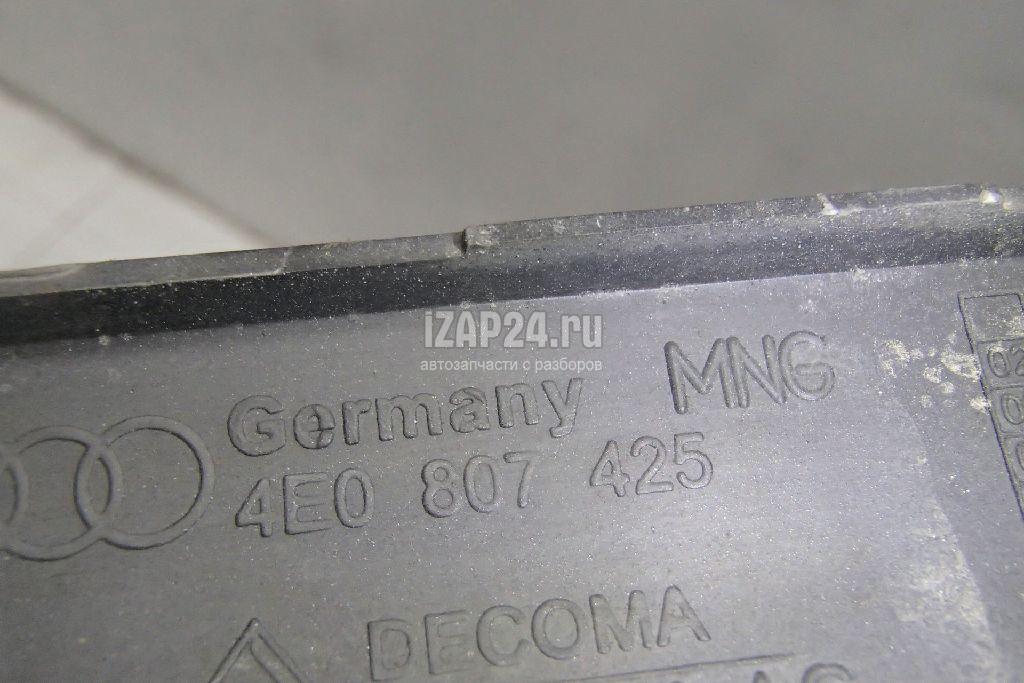 iZAP24.ru
автозапчасти с разборов
Germany MNG
4E0 807 425
DECOMA